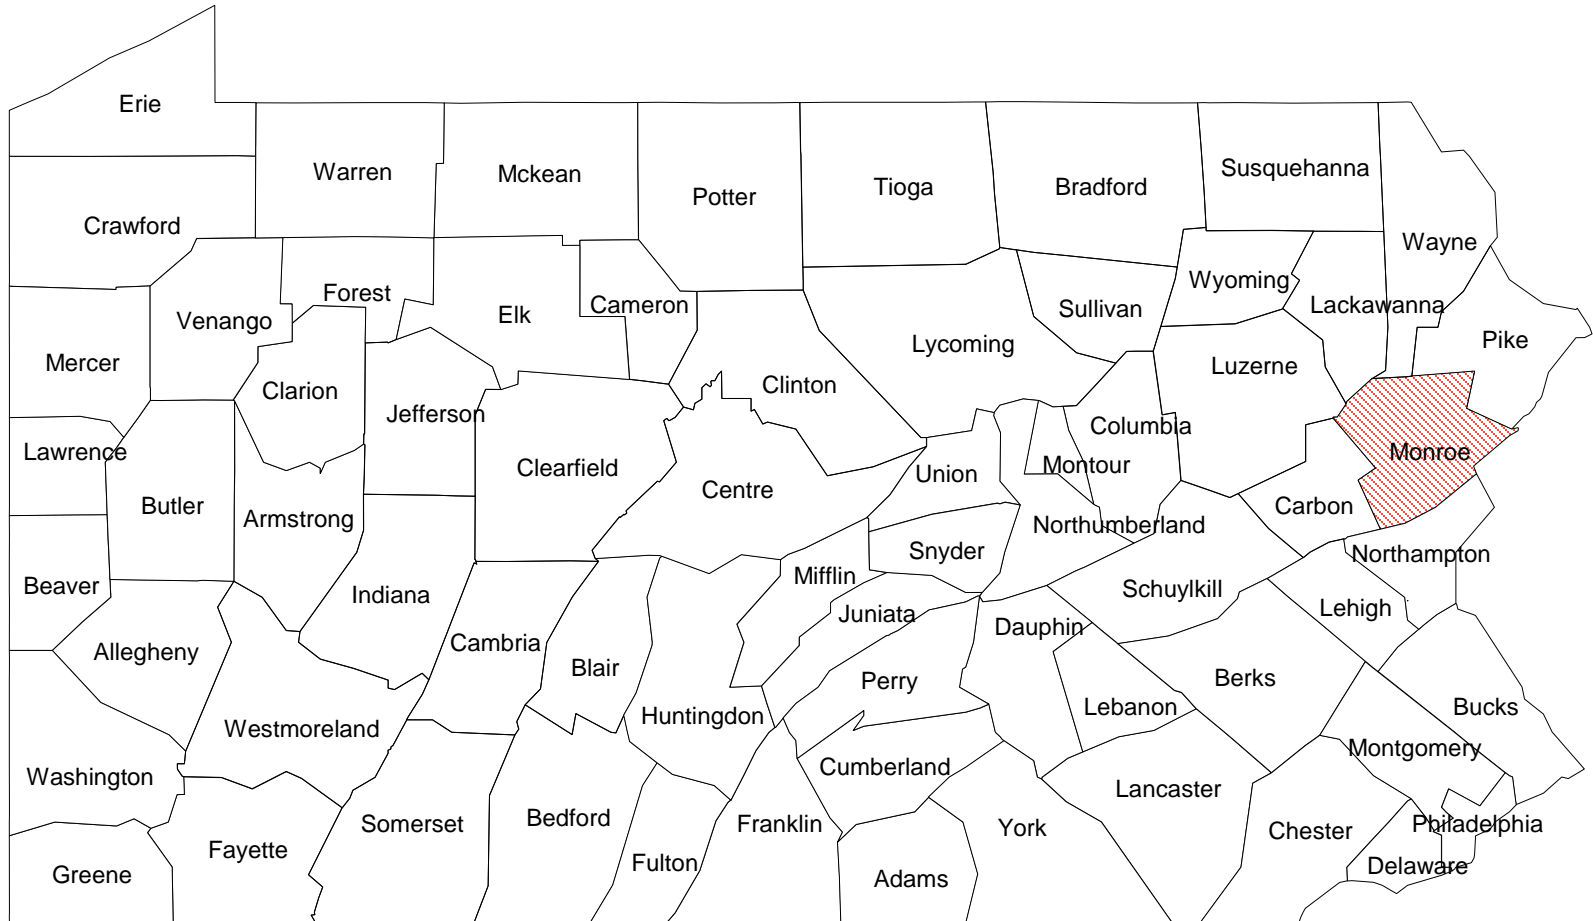 Erie
Warren
Mckean
Potter
Tioga
Bradford
Susquehanna
Crawford
Wayne
Forest
Venango
Elk
Cameron
Wyoming
Sullivan
Lackawanna
Mercer
Clarion
Jefferson
Clinton
Lycoming
Luzerne
Pike
Lawrence
Butler
Armstrong
Clearfield
Centre
Union
Montour
Columbia
Monroe
Carbon
Beaver
Indiana
Mifflin
Snyder
Northumberland
Schuylkill
Northampton
Allegheny
Cambria
Blair
Juniata
Dauphin
Lehigh
Westmoreland
Huntingdon
Perry
Lebanon
Berks
Bucks
Washington
Cumberland
Lancaster
Montgomery
Somerset
Bedford
Franklin
York
Chester
Philadelphia
Greene
Fayette
Fulton
Adams
Delaware